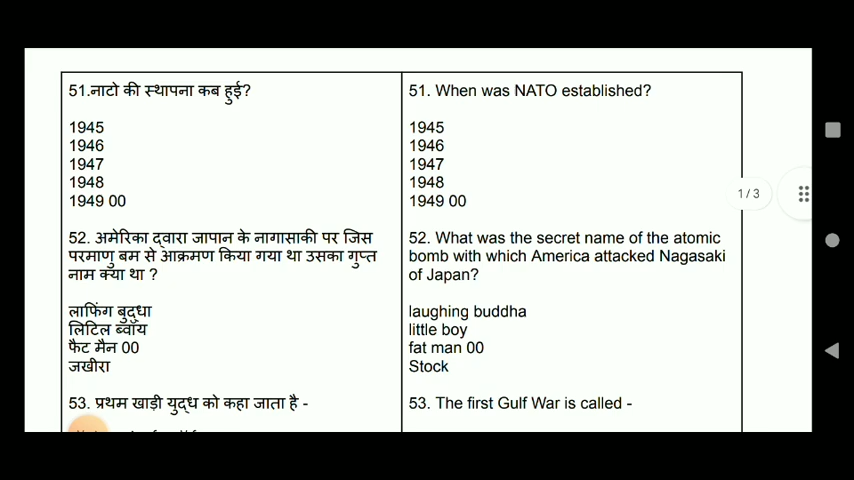 51.नाटो की स्थापना कब हुई?
1945
1946
1947
1948
1949 00
52. अमेरिका द्वारा जापान के नागासाकी पर जिस
परमाणु बम से आक्रमण किया गया था उसका गुप्त
नाम क्या था ?
लाफिंग बुद्धा
लिटिल ब्वॉय
फैट मैन 00
जखीरा
53. प्रथम खाड़ी युद्ध को कहा जाता है -
51. When was NATO established?
1945
1946
1947
1948
1949 00
52. What was the secret name of the atomic
bomb with which America attacked Nagasaki
of Japan?
laughing buddha
little boy
fat man 00
Stock
53. The first Gulf War is called -
1 / 3